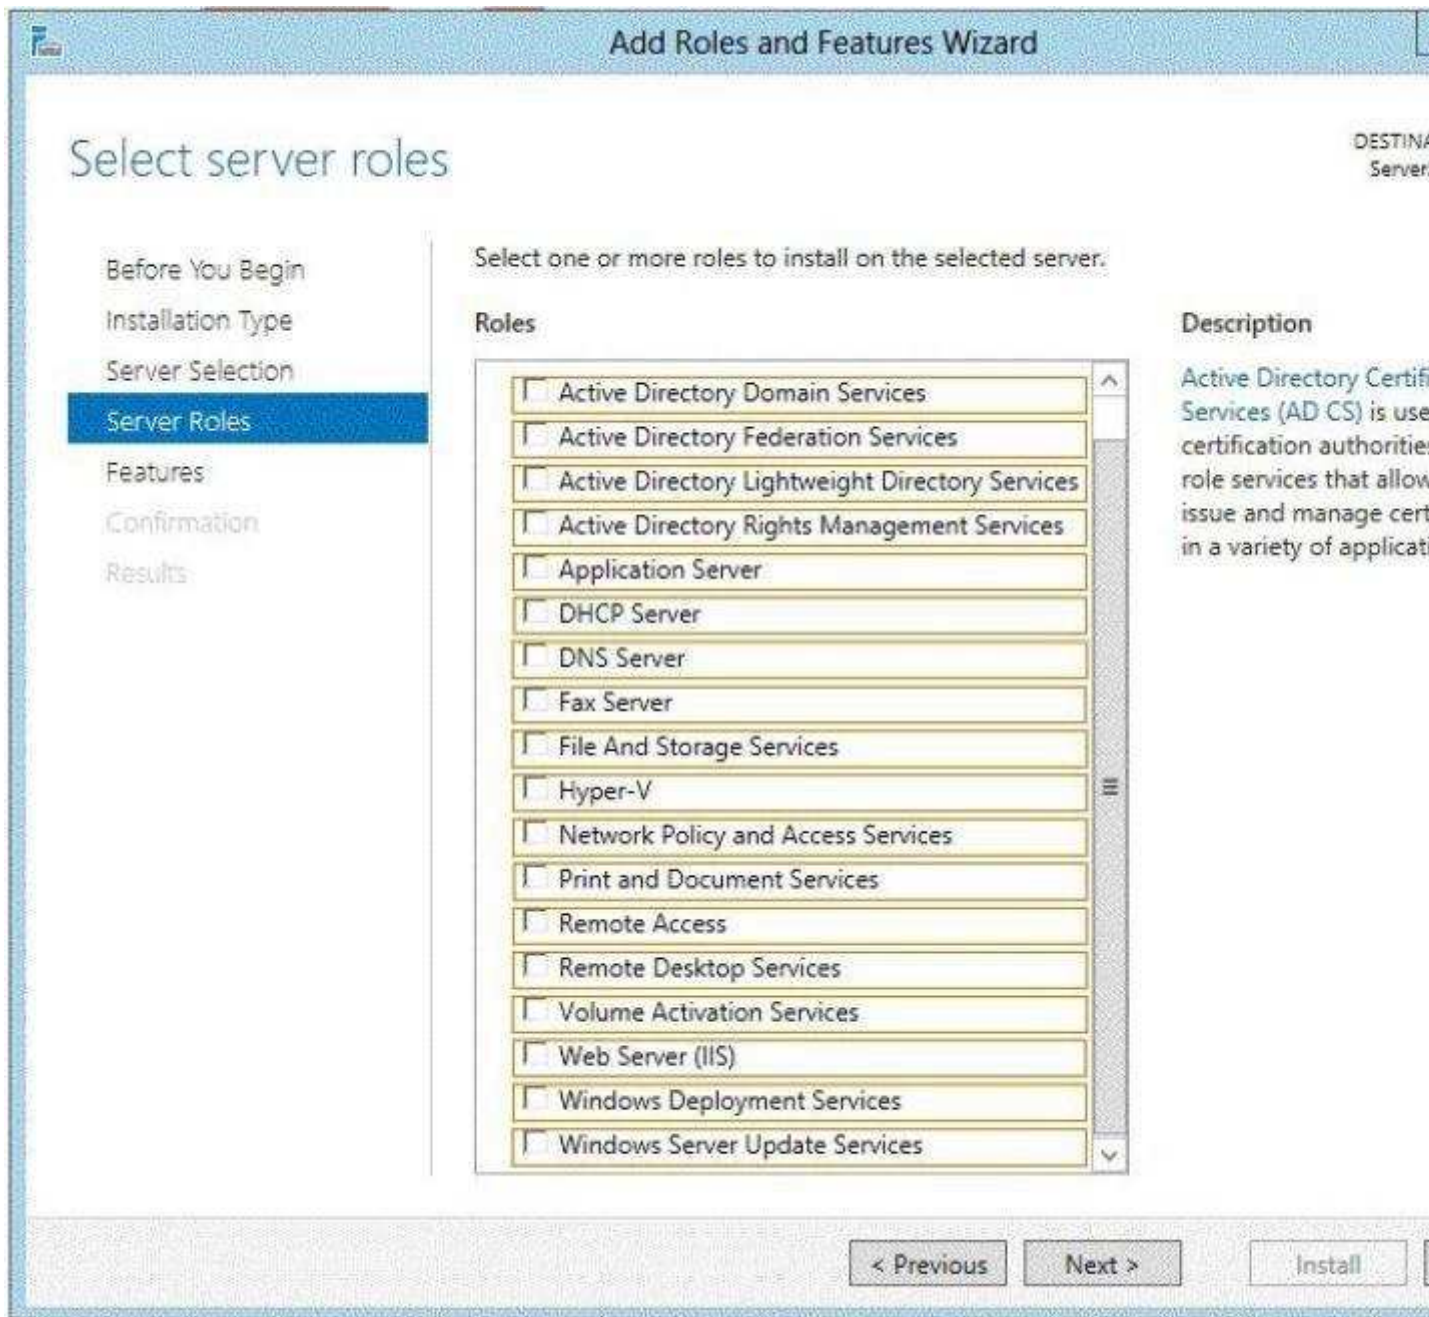 Add Roles and Features Wizard
Select server roles
DESTINA
Server
Before You Begin
Installation Type
Server Selection
Server Roles
Features
Confirmation
Results
Select one or more roles to install on the selected server.
Roles
Active Directory Domain Services
Active Directory Federation Services
Active Directory Lightweight Directory Services
Active Directory Rights Management Services
Application Server
DHCP Server
DNS Server
Fax Server
File And Storage Services
Hyper-V
Network Policy and Access Services
Print and Document Services
Remote Access
Remote Desktop Services
Volume Activation Services
Web Server (IIS)
Windows Deployment Services
Windows Server Update Services
Description
Active Directory Certifi
Services (AD CS) is use
certification authoritie
role services that allow
issue and manage cert
in a variety of applicati
< Previous
Next >
Install